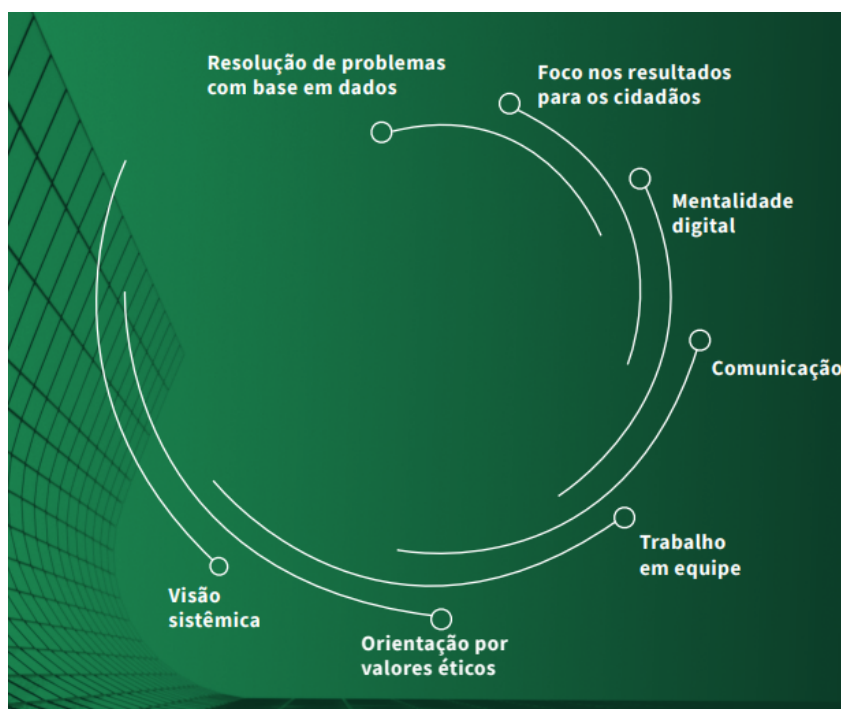 Resolução de problemas
com base em dados
Foco nos resultados
para os cidadãos
Mentalidade
digital
Comunicação
Trabalho
em equipe
Orientação por
valores éticos
Visão
sistêmica